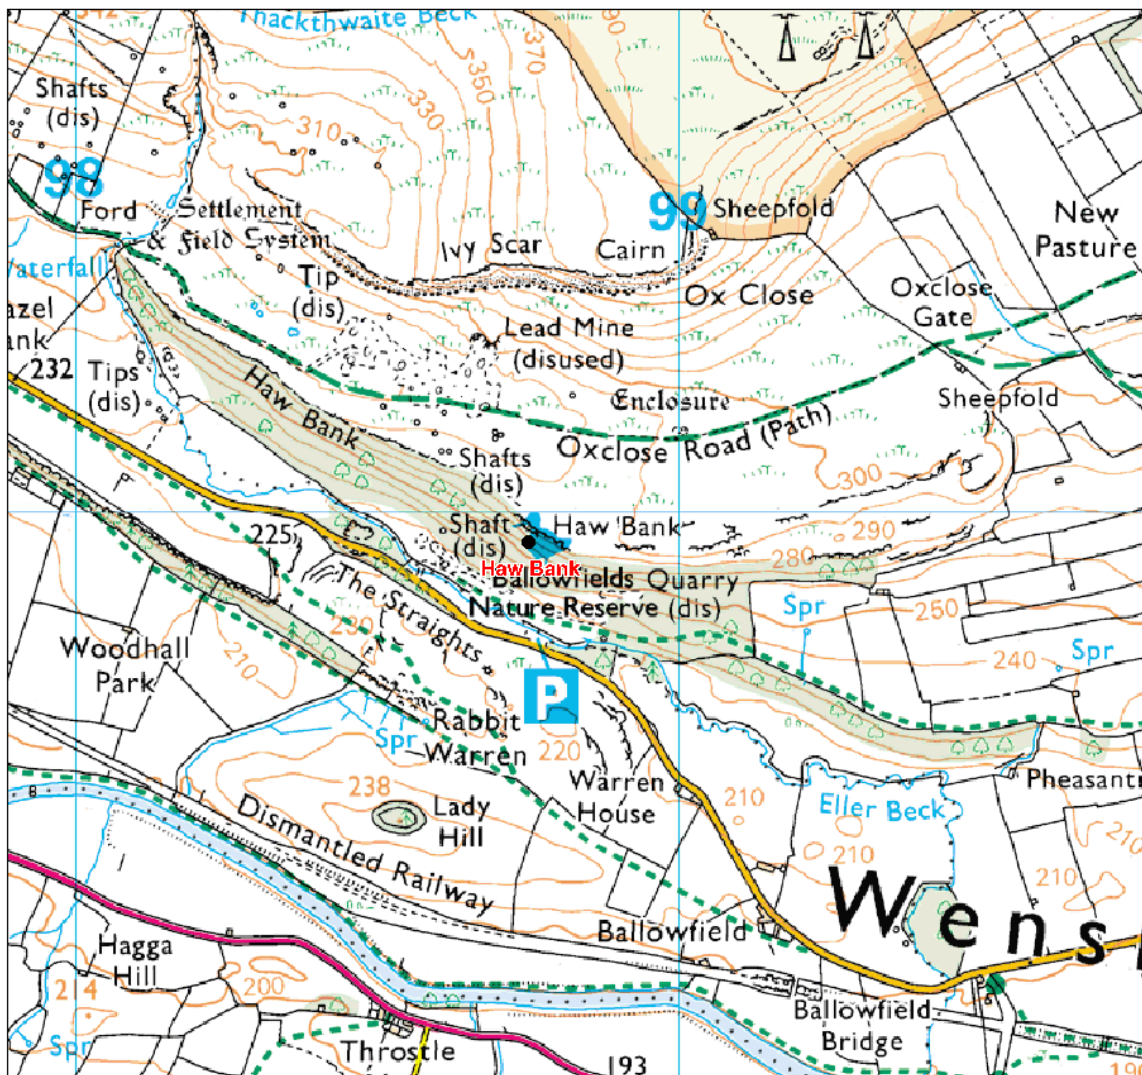 342
Thackthwaite Beck
390
370
350
330
310
Shafts
(dis)
98
Ford
Settlement
& Field System
99
Sheepfold
New
Pasture
Waterfall
Ivy Scar
Cairn
Tip
(dis)
Ox Close
Oxclose
Gate
azel
ank
Lead Mine
(disused)
232
Tips
(dis)
Haw Bank
Enclosure
Sheepfold
Oxclose Road (Path)
Shafts
(dis)
300
225
Shaft
(dis)
Haw Bank
290
280
Haw Bank
Ballowfields Quarry
Nature Reserve (dis)
The Straights
Spr
250
230
210
240
Spr
Woodhall
Park
P
Rabbit
Warren
Spr
220
238
Lady
Hill
Warren
House
210
Pheasantr
Eller Beck
Dismantled Railway
210
210
210
Wens
Ballowfield
Hagga
Hill
214
200
Ballowfield
Bridge
Spr
Throstle
193
190